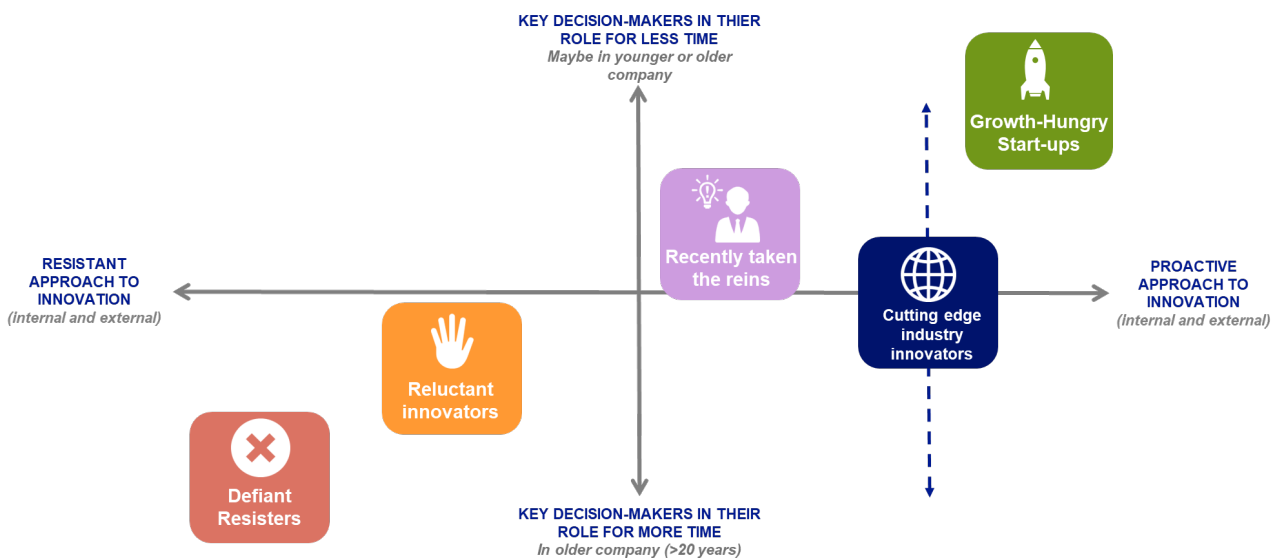 KEY DECISION-MAKERS IN THIER
ROLE FOR LESS TIME
Maybe in younger or older
company
Growth-Hungry
Start-ups
Recently taken
the reins
RESISTANT
APPROACH TO
INNOVATION
(internal and external)
PROACTIVE
APPROACH TO
INNOVATION
(internal and external)
Cutting edge
industry
innovators
Reluctant
innovators
Defiant
Resisters
KEY DECISION-MAKERS IN THEIR
ROLE FOR MORE TIME
In older company (>20 years)